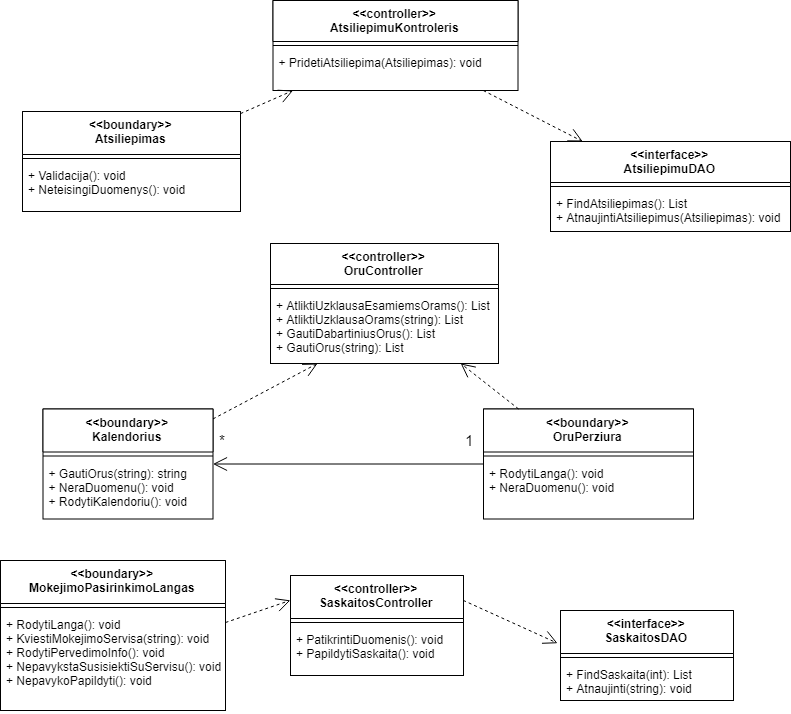 <<controller>>
AtsiliepimuKontroleris
+ PridetiAtsiliepima(Atsiliepimas): void
<<boundary>>
Atsiliepimas
+ Validacija(): void
+ NeteisingiDuomenys(): void
<<interface>>
AtsiliepimuDAO
+ FindAtsiliepimas(): List
+ AtnaujintiAtsiliepimus(Atsiliepimas): void
<<controller>>
OruController
+ AtliktiUzklausaEsamiemsOrams(): List
+ AtliktiUzklausaOrams(string): List
+ GautiDabartiniusOrus(): List
+ GautiOrus(string): List
<<boundary>>
Kalendorius
+ GautiOrus(string): string
+ NeraDuomenu(): void
+ RodytiKalendoriu(): void
*
1
<<boundary>>
OruPerziura
+ RodytiLanga(): void
+ NeraDuomenu(): void
<<boundary>>
MokejimoPasirinkimoLangas
+ RodytiLanga(): void
+ KviestiMokejimoServisa(string): void
+ RodytiPervedimoInfo(): void
+ NepavykstaSusisiektiSuServisu(): void
+ NepavykoPapildyti(): void
<<controller>>
SaskaitosController
+ PatikrintiDuomenis(): void
+ PapildytiSaskaita(): void
<<interface>>
SaskaitosDAO
+ FindSaskaita(int): List
+ Atnaujinti(string): void